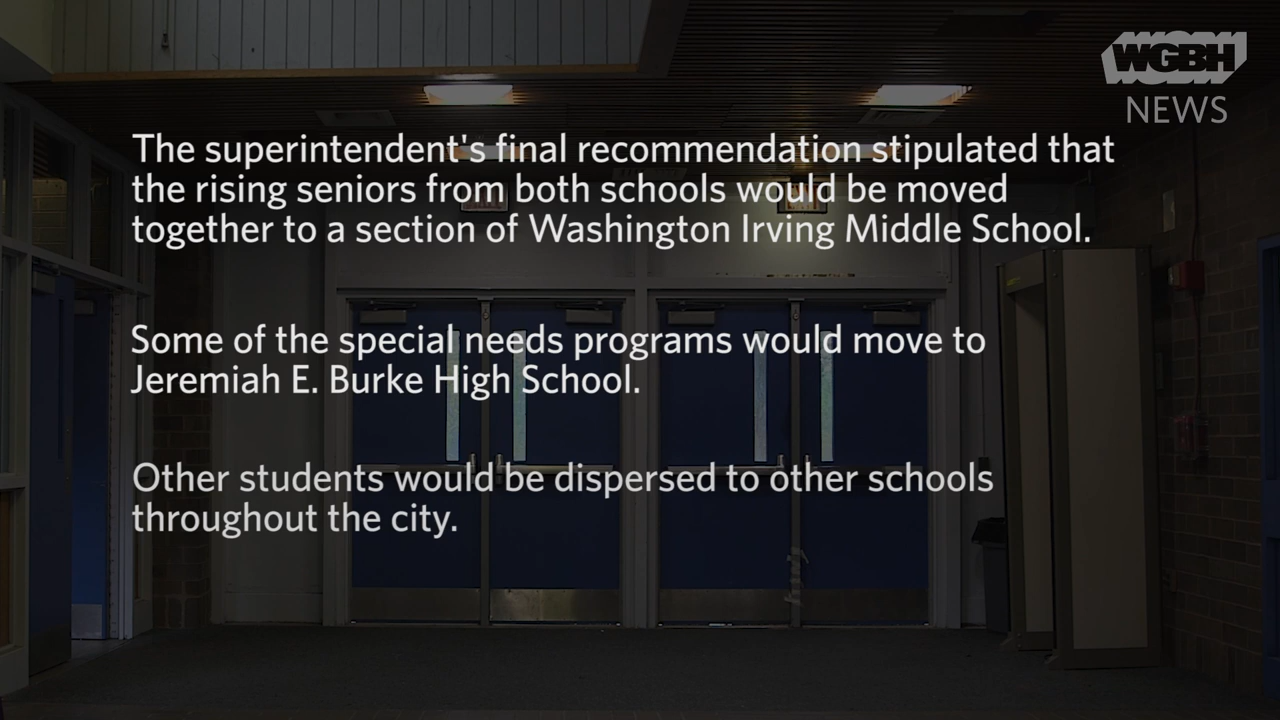 WGBH
NEWS
The superintendent's final recommendation stipulated that
the rising seniors from both schools would be moved
together to a section of Washington Irving Middle School.
Some of the special needs programs would move to
Jeremiah E. Burke High School.
Other students would be dispersed to other schools
throughout the city.